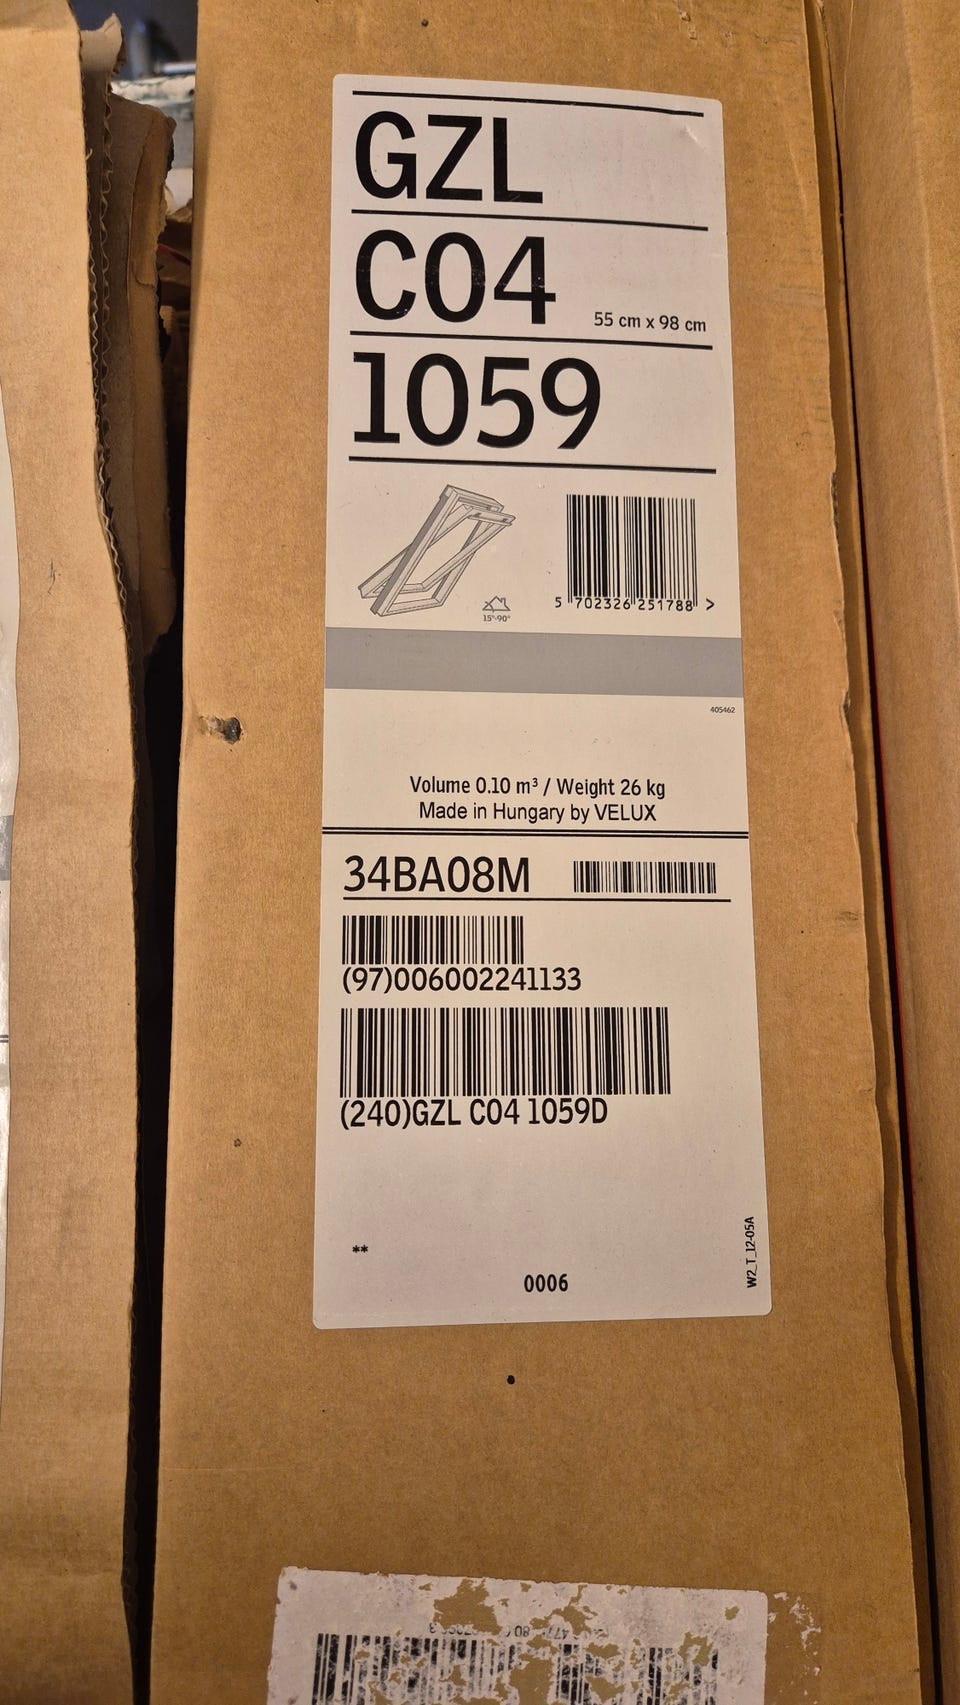 GZL
C04
55 cm x 98 cm
1059
15°-90°
5 702326 251788 >
405462
Volume 0.10 m³ / Weight 26 kg
Made in Hungary by VELUX
34BA08M
(97)006002241133
(240)GZL C04 1059D
**
0006
W2_T_12-05A